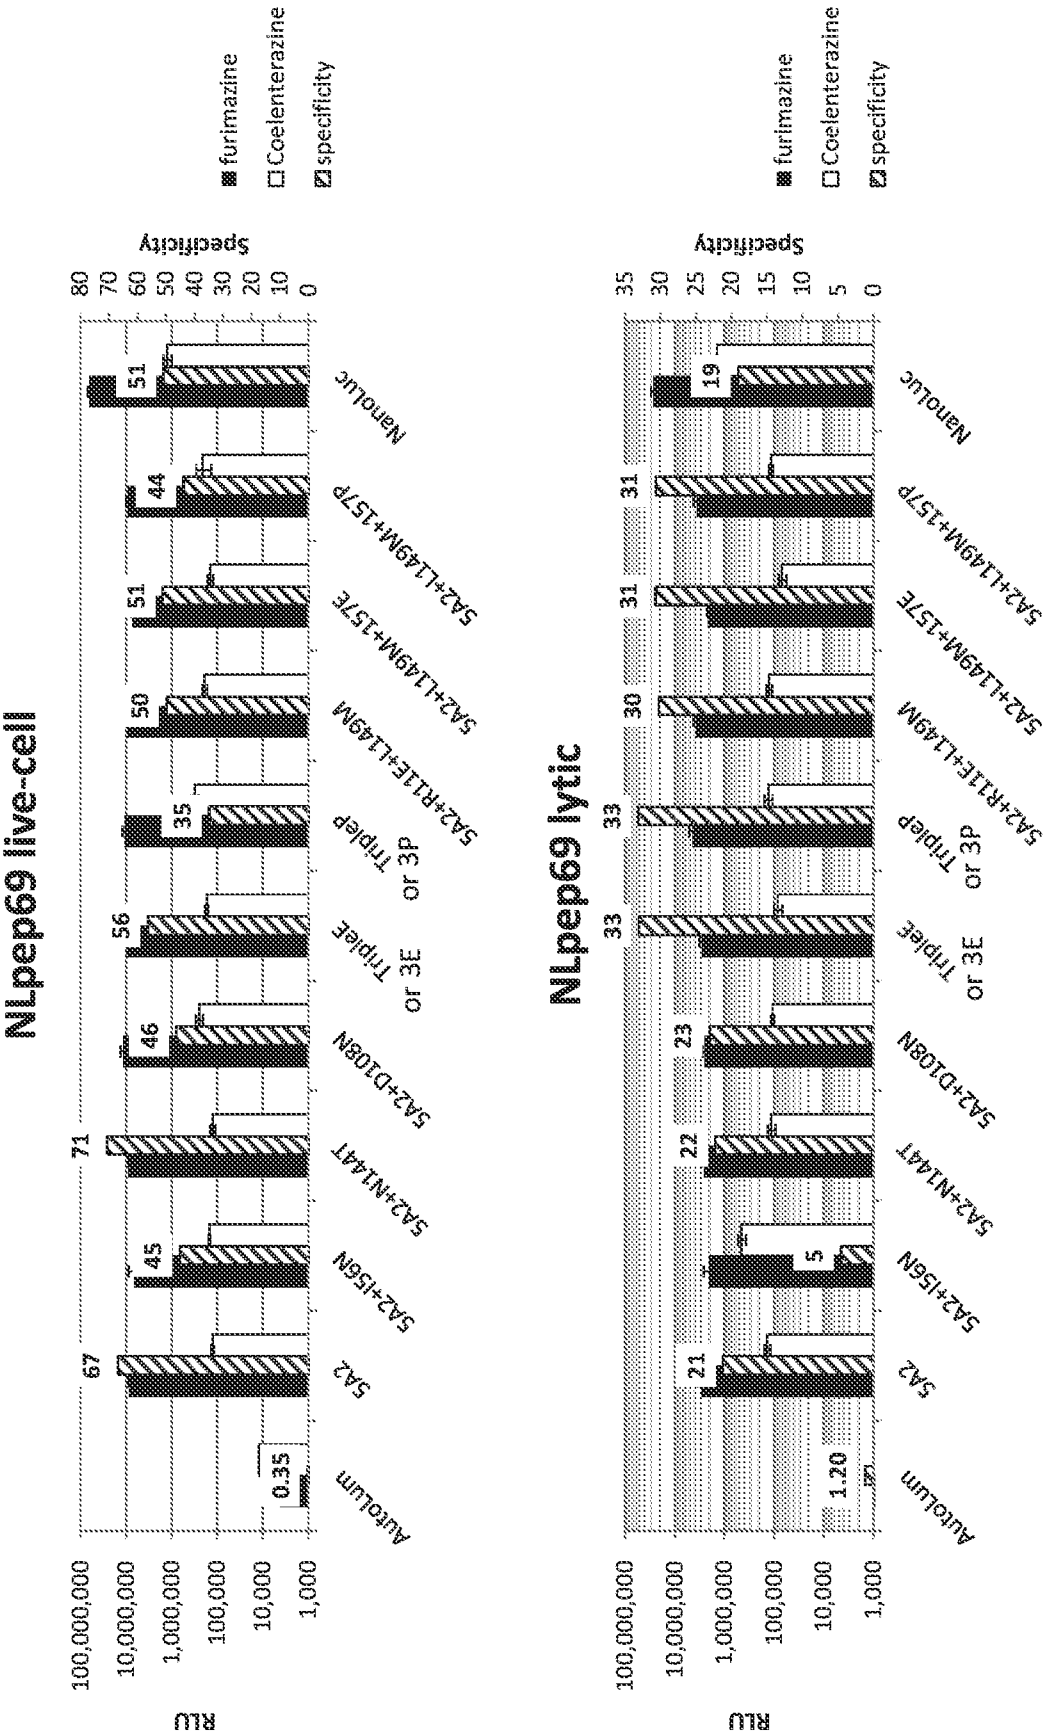 NLpep69 live-cell
RLU
100,000,000
10,000,000
1,000,000
100,000
10,000
1,000
0.35
67
45
71
46
56
35
50
51
44
51
80
70
60
50
40
30
20
10
0
Specificity
AutoLum
5A2
5A2+I56N
5A2+N144T
5A2+D108N
TripleE
or 3E
TripleP
or 3P
5A2+R11E+L149M
5A2+L149M+157E
5A2+L149M+157P
NanoLuc
furimazine
Coelenterazine
specificity
NLpep69 lytic
RLU
100,000,000
10,000,000
1,000,000
100,000
10,000
1,000
1.20
21
5
22
23
33
33
30
31
31
19
35
30
25
20
15
10
5
0
Specificity
AutoLum
5A2
5A2+I56N
5A2+N144T
5A2+D108N
TripleE
or 3E
TripleP
or 3P
5A2+R11E+L149M
5A2+L149M+157E
5A2+L149M+157P
NanoLuc
furimazine
Coelenterazine
specificity